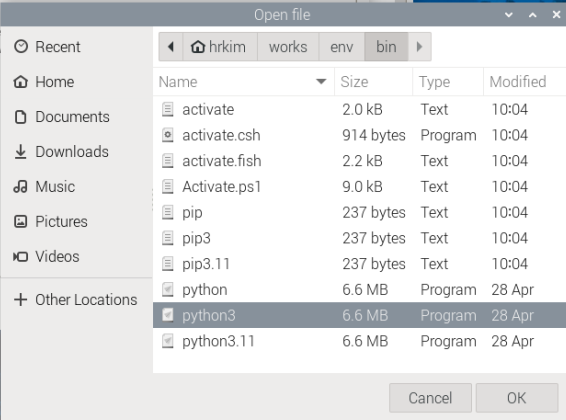 Open file
Recent
Home
Documents
Downloads
Music
Pictures
Videos
Other Locations
hrkim works env bin
Name Size Type Modified
activate 2.0 kB Text 10:04
activate.csh 914 bytes Program 10:04
activate.fish 2.2 kB Text 10:04
Activate.ps1 9.0 kB Text 10:04
pip 237 bytes Text 10:04
pip3 237 bytes Text 10:04
pip3.11 237 bytes Text 10:04
python 6.6 MB Program 28 Apr
python3 6.6 MB Program 28 Apr
python3.11 6.6 MB Program 28 Apr
Cancel OK